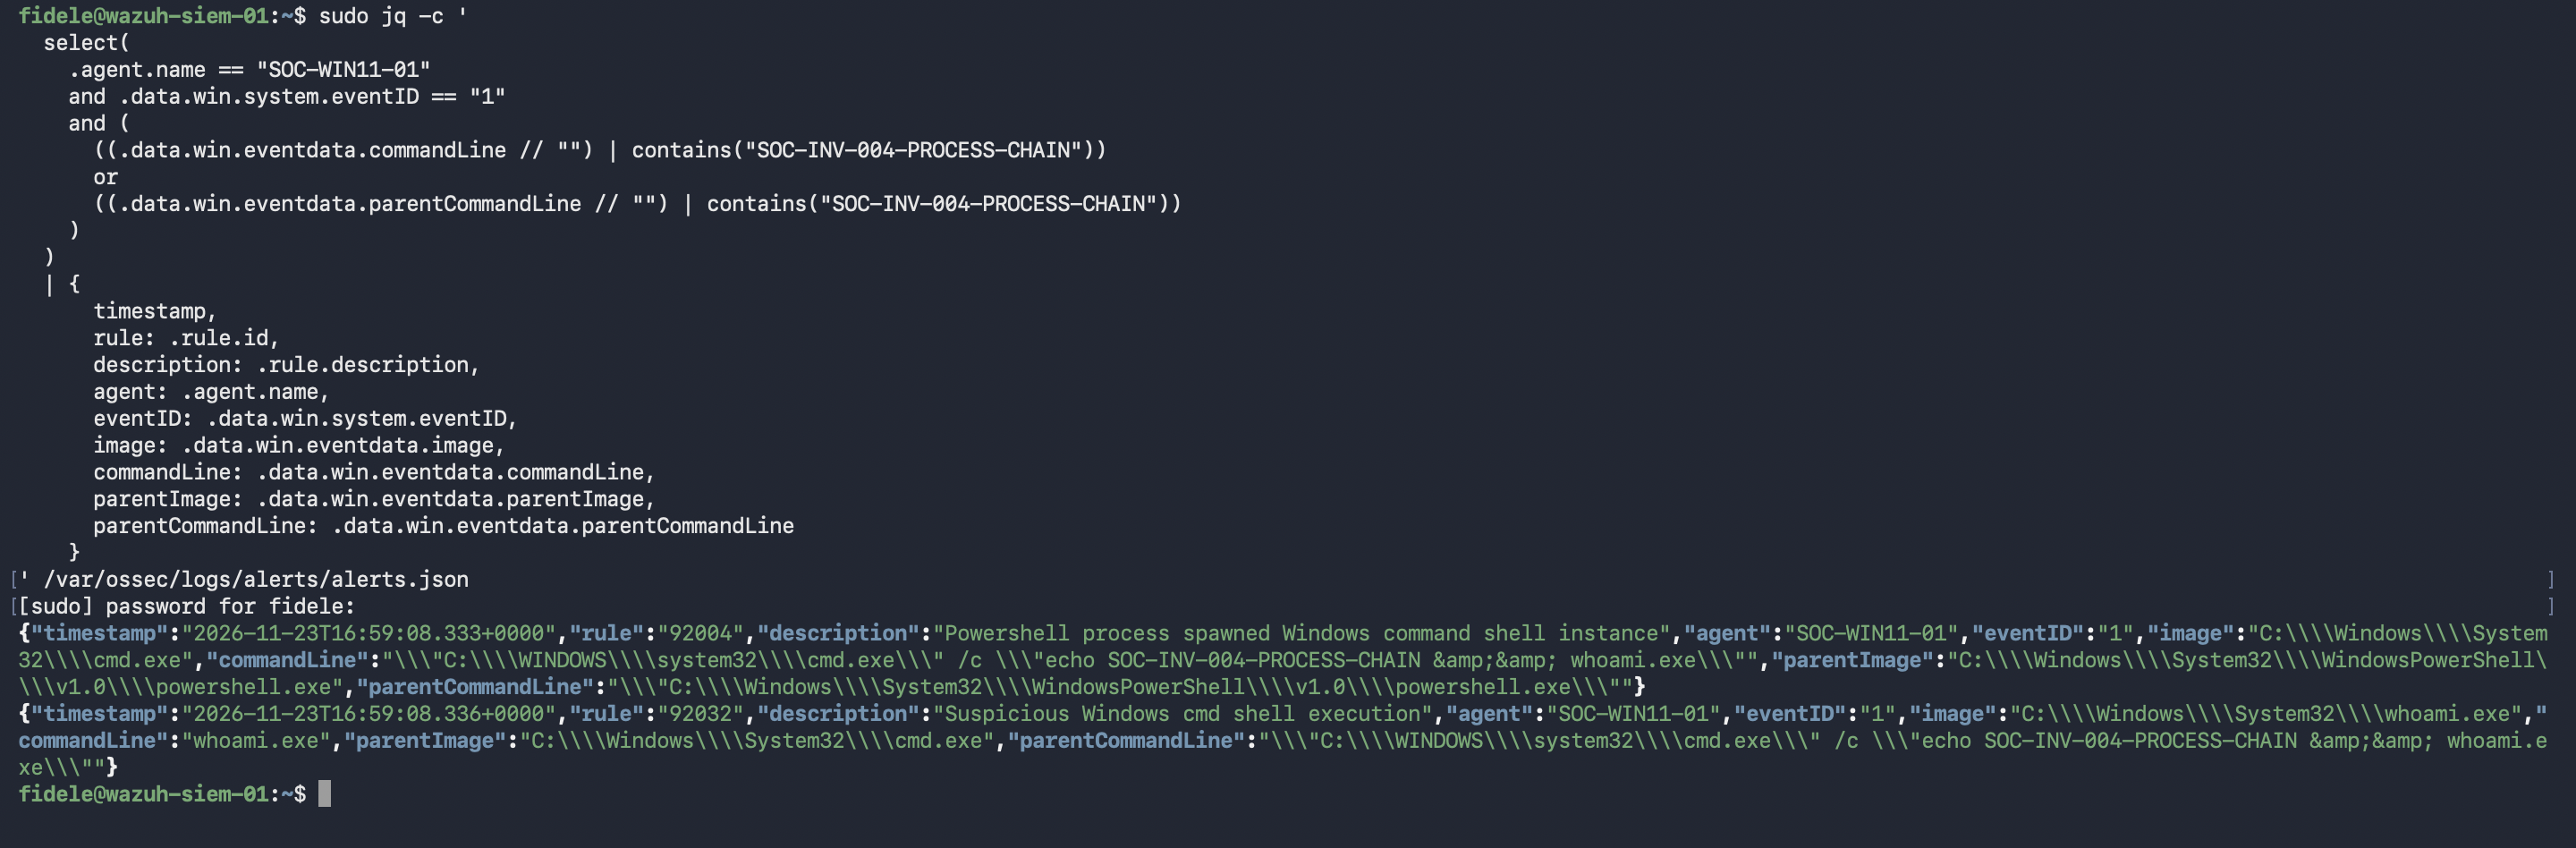 fidele@wazuh-siem-01:~$ sudo jq -c '
  select(
    .agent.name == "SOC-WIN11-01"
    and .data.win.system.eventID == "1"
    and (
      ((.data.win.eventdata.commandLine // "") | contains("SOC-INV-004-PROCESS-CHAIN"))
      or
      ((.data.win.eventdata.parentCommandLine // "") | contains("SOC-INV-004-PROCESS-CHAIN"))
    )
  )
  | {
      timestamp,
      rule: .rule.id,
      description: .rule.description,
      agent: .agent.name,
      eventID: .data.win.system.eventID,
      image: .data.win.eventdata.image,
      commandLine: .data.win.eventdata.commandLine,
      parentImage: .data.win.eventdata.parentImage,
      parentCommandLine: .data.win.eventdata.parentCommandLine
    }
[' /var/ossec/logs/alerts/alerts.json ]
[[sudo] password for fidele: ]
{"timestamp":"2026-11-23T16:59:08.333+0000","rule":"92004","description":"Powershell process spawned Windows command shell instance","agent":"SOC-WIN11-01","eventID":"1","image":"C:\\\\Windows\\\\System
32\\\\cmd.exe","commandLine":"\\\"C:\\\\WINDOWS\\\\system32\\\\cmd.exe\\\" /c \\\"echo SOC-INV-004-PROCESS-CHAIN &amp;&amp; whoami.exe\\\"","parentImage":"C:\\\\Windows\\\\System32\\\\WindowsPowerShell\
\\\v1.0\\\\powershell.exe","parentCommandLine":"\\\"C:\\\\Windows\\\\System32\\\\WindowsPowerShell\\\\v1.0\\\\powershell.exe\\\""}
{"timestamp":"2026-11-23T16:59:08.336+0000","rule":"92032","description":"Suspicious Windows cmd shell execution","agent":"SOC-WIN11-01","eventID":"1","image":"C:\\\\Windows\\\\System32\\\\whoami.exe","
commandLine":"whoami.exe","parentImage":"C:\\\\Windows\\\\System32\\\\cmd.exe","parentCommandLine":"\\\"C:\\\\WINDOWS\\\\system32\\\\cmd.exe\\\" /c \\\"echo SOC-INV-004-PROCESS-CHAIN &amp;&amp; whoami.e
xe\\\""}
fidele@wazuh-siem-01:~$